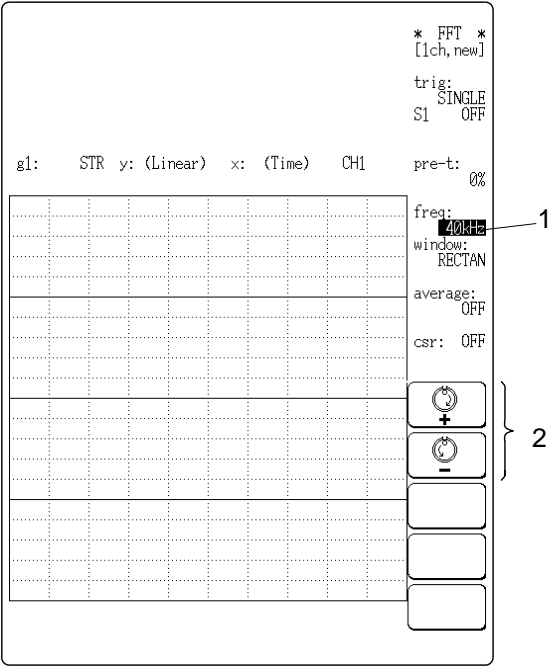 * FFT *
[1ch,new]
trig:
SINGLE
S1 OFF
g1: STR y: (Linear) x: (Time) CH1
pre-t:
0%
freq:
40kHz
1
window:
RECTAN
average:
OFF
csr: OFF
+
2
−